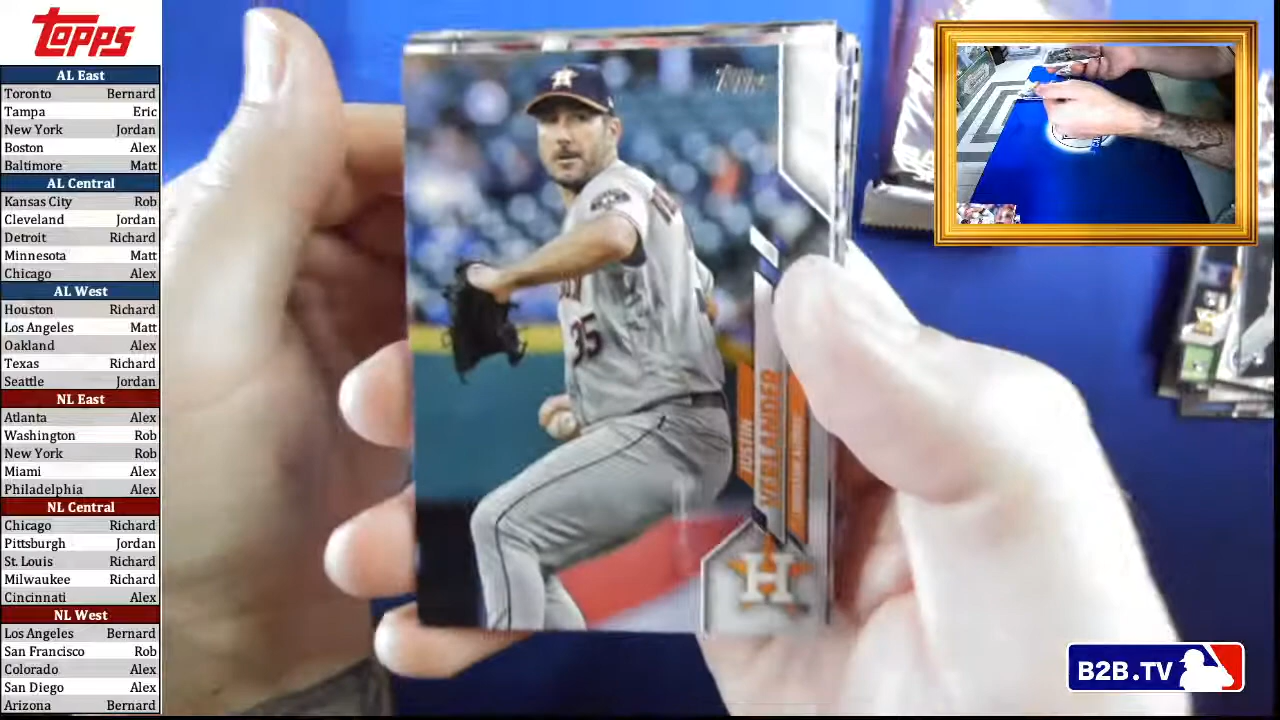 Topps
AL East
Toronto Bernard
Tampa Eric
New York Jordan
Boston Alex
Baltimore Matt
AL Central
Kansas City Rob
Cleveland Jordan
Detroit Richard
Minnesota Matt
Chicago Alex
AL West
Houston Richard
Los Angeles Matt
Oakland Alex
Texas Richard
Seattle Jordan
NL East
Atlanta Alex
Washington Rob
New York Rob
Miami Alex
Philadelphia Alex
NL Central
Chicago Richard
Pittsburgh Jordan
St. Louis Richard
Milwaukee Richard
Cincinnati Alex
NL West
Los Angeles Bernard
San Francisco Rob
Colorado Alex
San Diego Alex
Arizona Bernard
Topps
35
JUSTIN
VERLANDER
H
B2B.TV